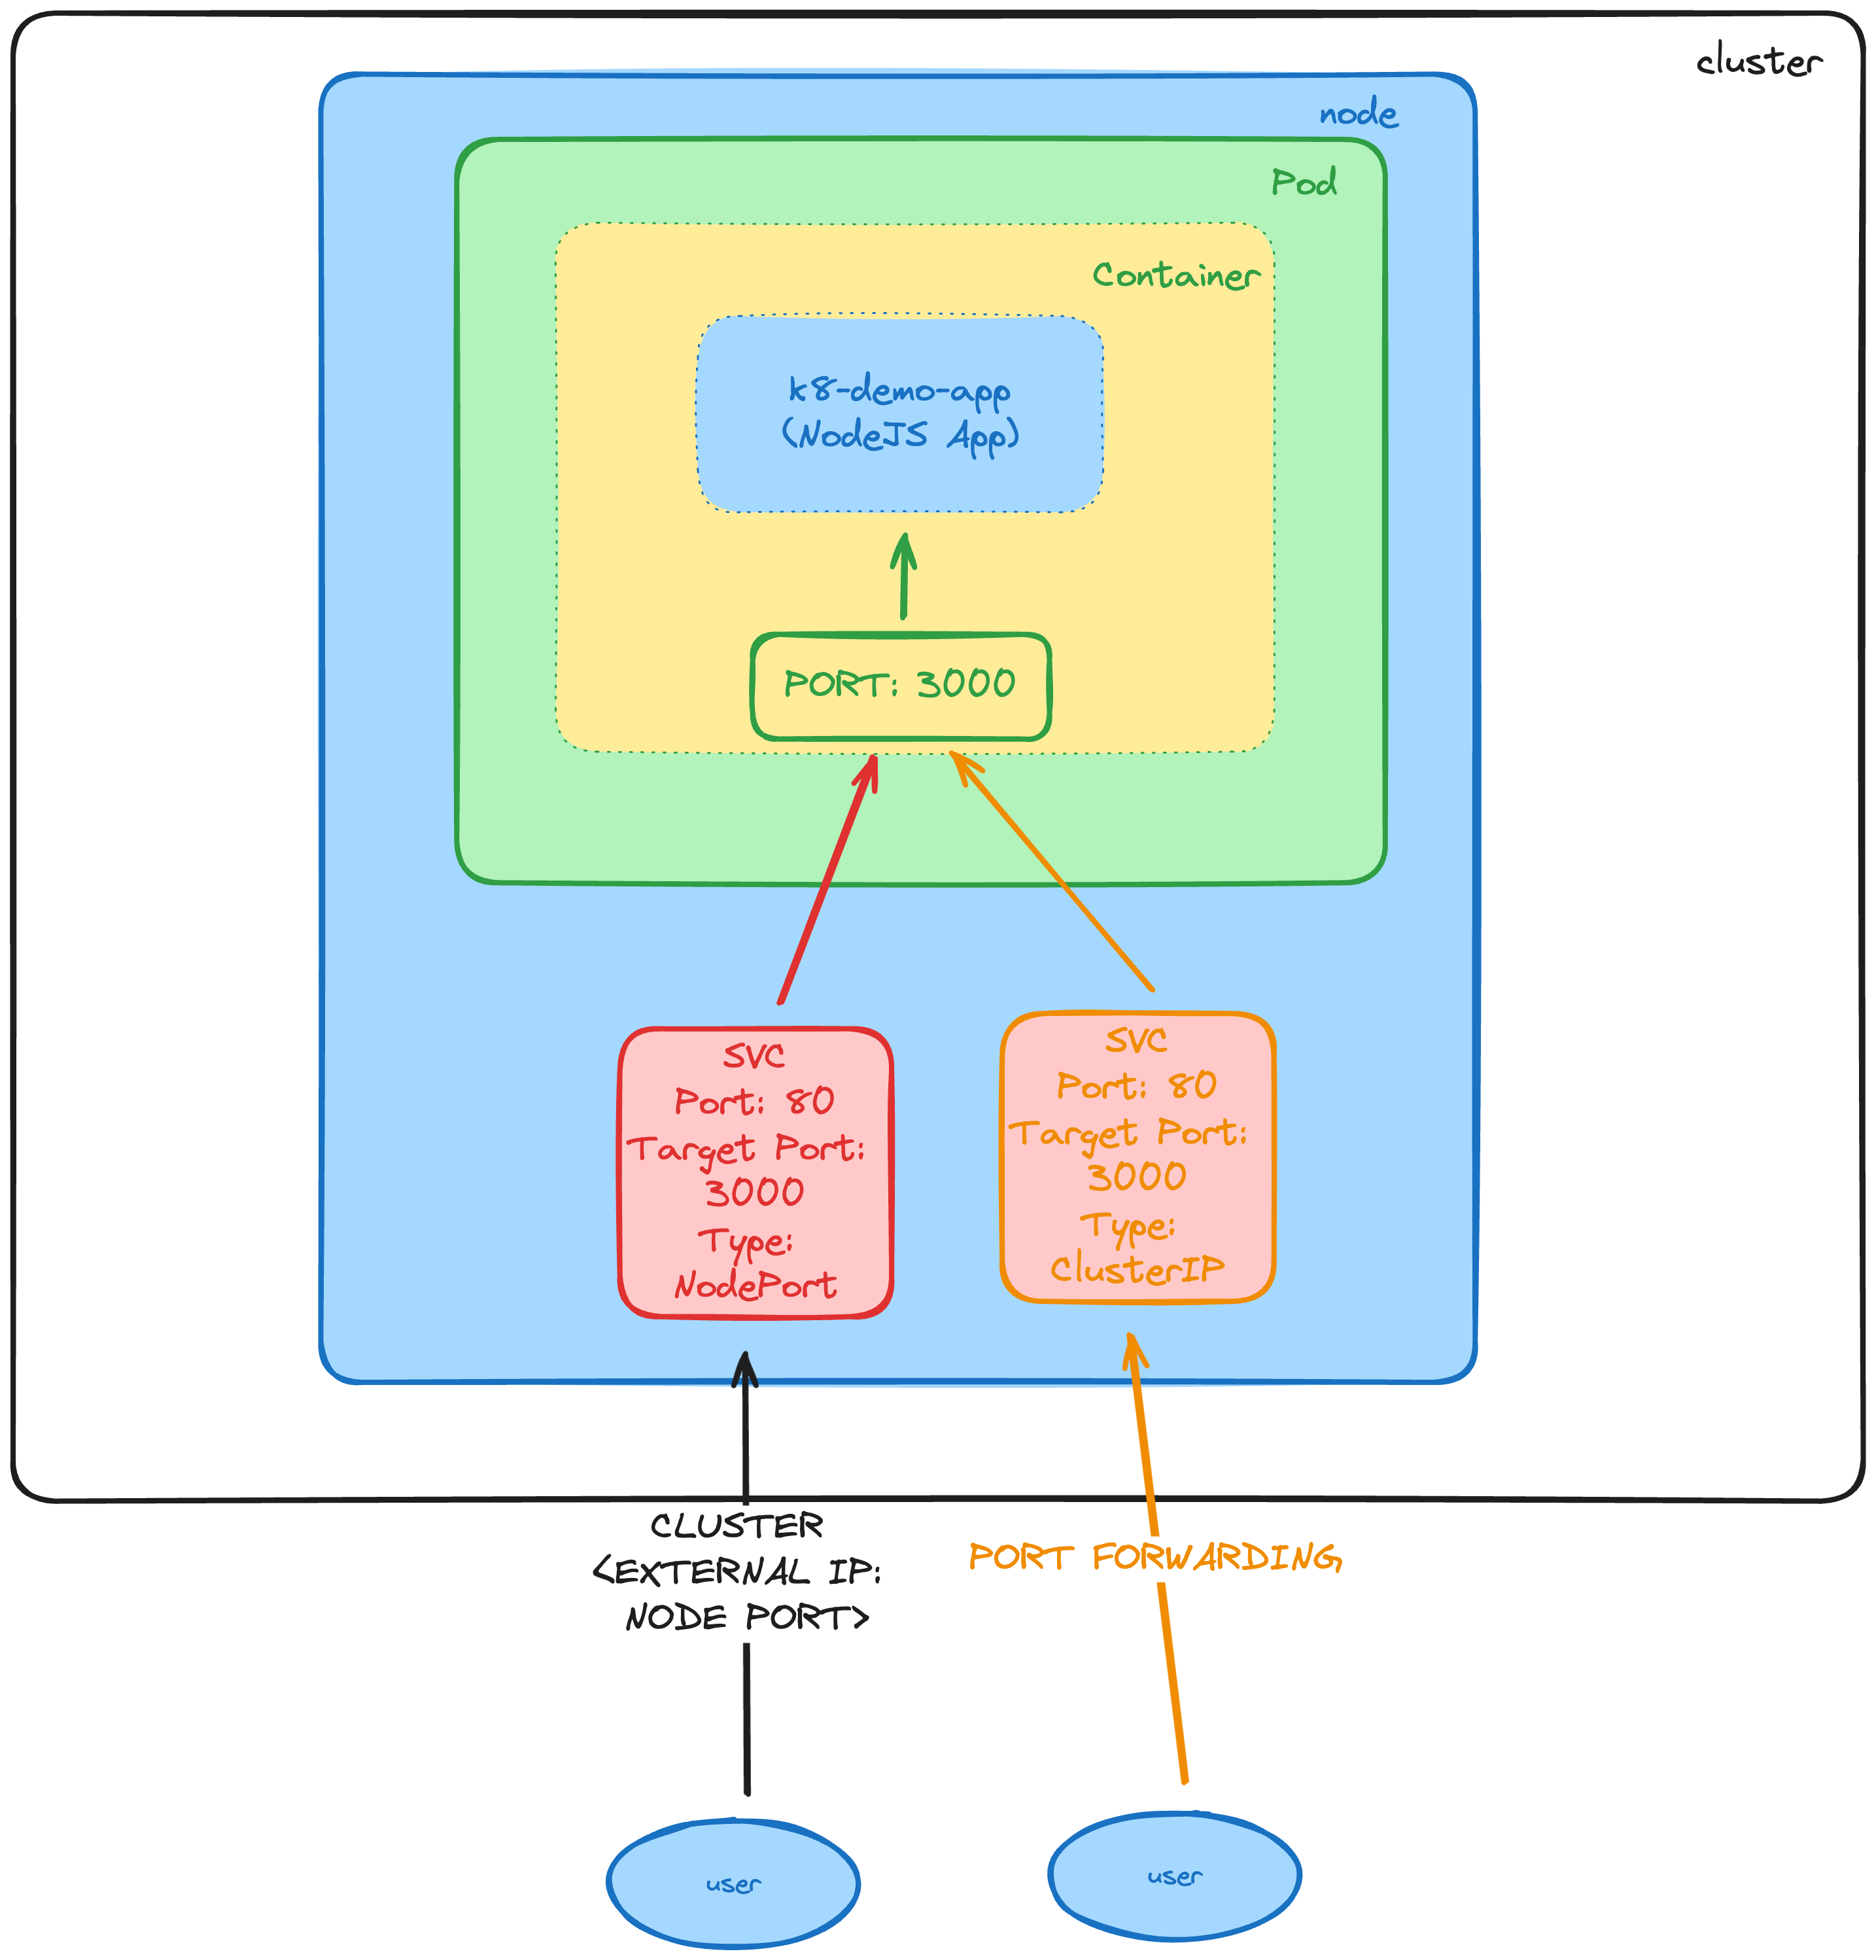 cluster
node
Pod
Container
k8-demo-app
(NodeJS App)
PORT: 3000
SVC
Port: 80
Target Port:
3000
Type:
NodePort
SVC
Port: 80
Target Port:
3000
Type:
ClusterIP
CLUSTER
<EXTERNAL IP:
NODE PORT>
PORT FORWARDING
user
user